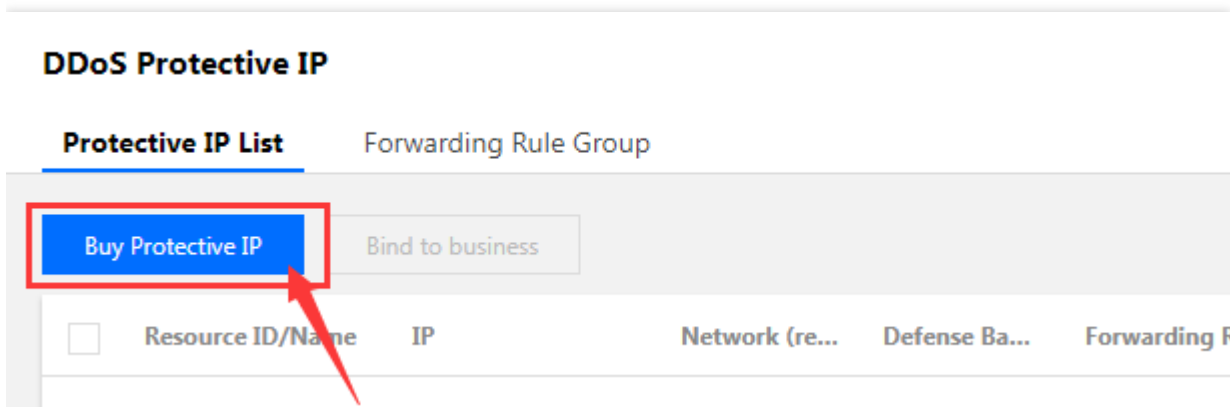 DDoS Protective IP
Protective IP List Forwarding Rule Group
Buy Protective IP Bind to business
Resource ID/Name IP Network (re... Defense Ba... Forwarding